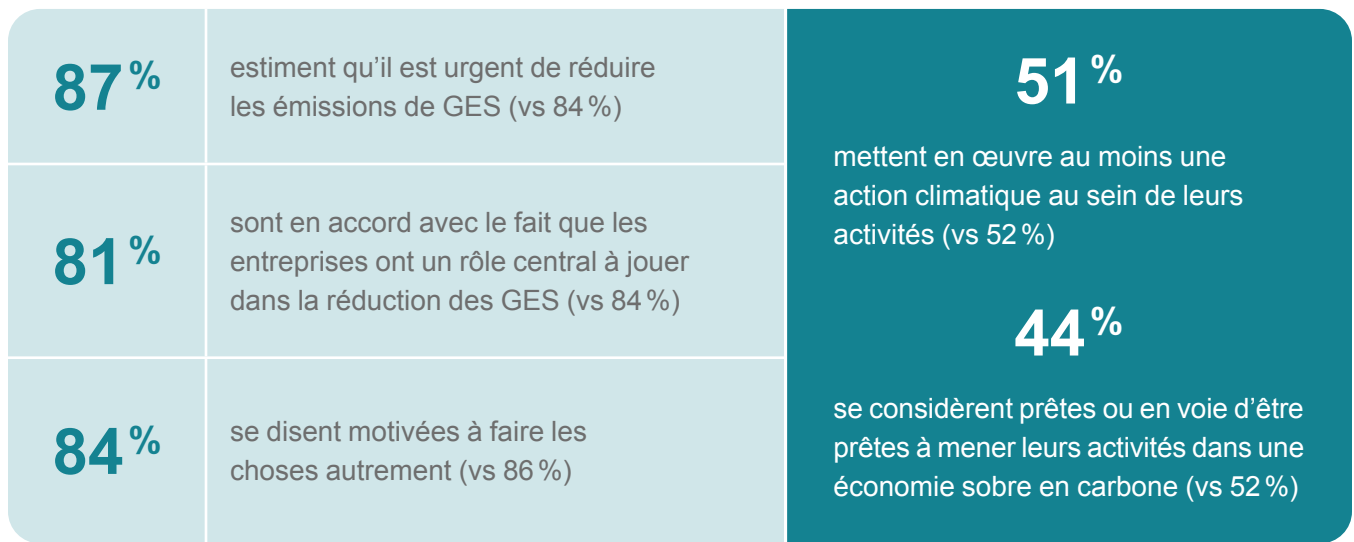 87 %
estiment qu’il est urgent de réduire
les émissions de GES (vs 84 %)
81 %
sont en accord avec le fait que les
entreprises ont un rôle central à jouer
dans la réduction des GES (vs 84 %)
84 %
se disent motivées à faire les
choses autrement (vs 86 %)
51 %
mettent en œuvre au moins une
action climatique au sein de leurs
activités (vs 52 %)
44 %
se considèrent prêtes ou en voie d’être
prêtes à mener leurs activités dans une
économie sobre en carbone (vs 52 %)